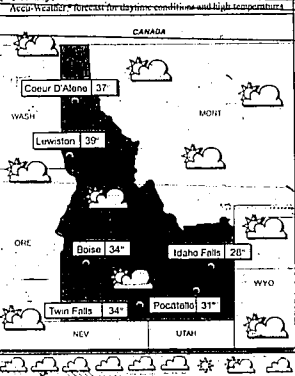 Accu-Weather® forecast for daytime conditions and high temperatures
CANADA
Coeur D'Alene 37°
WASH
MONT
Lewiston 39°
ORE
Boise 34°
Idaho Falls 28°
WYO
Twin Falls 34°
Pocatello 31°
NEV
UTAH